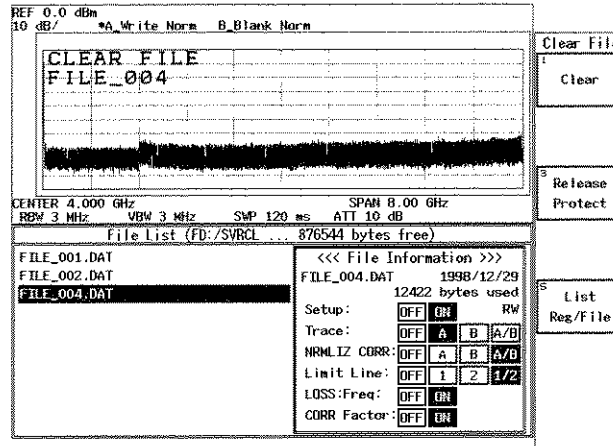 REF 0.0 dBm
10 dB/ *A_Write Norm B_Blank Norm
CLEAR FILE
FILE_004
CENTER 4.000 GHz SPAN 8.00 GHz
RBW 3 MHz VBW 3 MHz SWP 120 ms ATT 10 dB
File List (FD:/SVRCL ... 876544 bytes free)
FILE_001.DAT
FILE_002.DAT
FILE_004.DAT
<<< File Information >>>
FILE_004.DAT 1998/12/29
12422 bytes used
Setup: OFF ON RW
Trace: OFF A B A/B
NRMLIZ CORR: OFF A B A/B
Limit Line: OFF 1 2 1/2
LOSS:Freq: OFF ON
CORR Factor: OFF ON
Clear Fil
1
Clear
3
Release
Protect
5
List
Reg/File